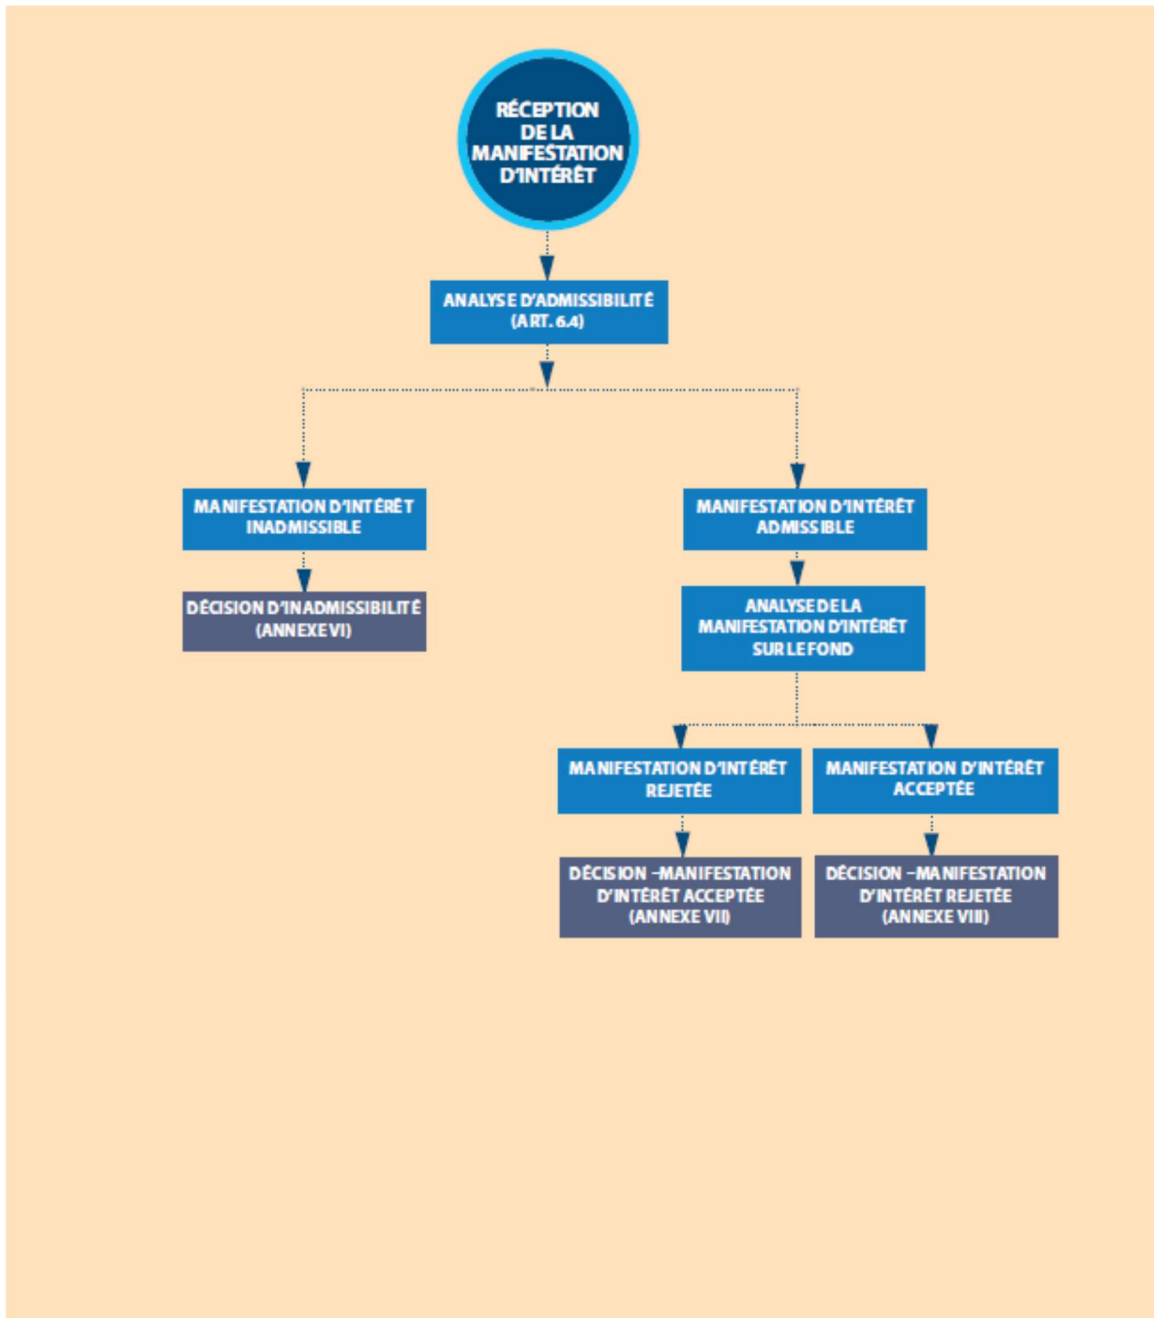 RÉCEPTION
DE LA
MANIFESTATION
D'INTÉRÊT
ANALYSE D'ADMISSIBILITÉ
(ART. 6.4)
MANIFESTATION D'INTÉRÊT
INADMISSIBLE
DÉCISION D'INADMISSIBILITÉ
(ANNEXE VI)
MANIFESTATION D'INTÉRÊT
ADMISSIBLE
ANALYSE DE LA
MANIFESTATION D'INTÉRÊT
SUR LE FOND
MANIFESTATION D'INTÉRÊT
REJETÉE
DÉCISION –MANIFESTATION
D'INTÉRÊT ACCEPTÉE
(ANNEXE VII)
MANIFESTATION D'INTÉRÊT
ACCEPTÉE
DÉCISION –MANIFESTATION
D'INTÉRÊT REJETÉE
(ANNEXE VIII)